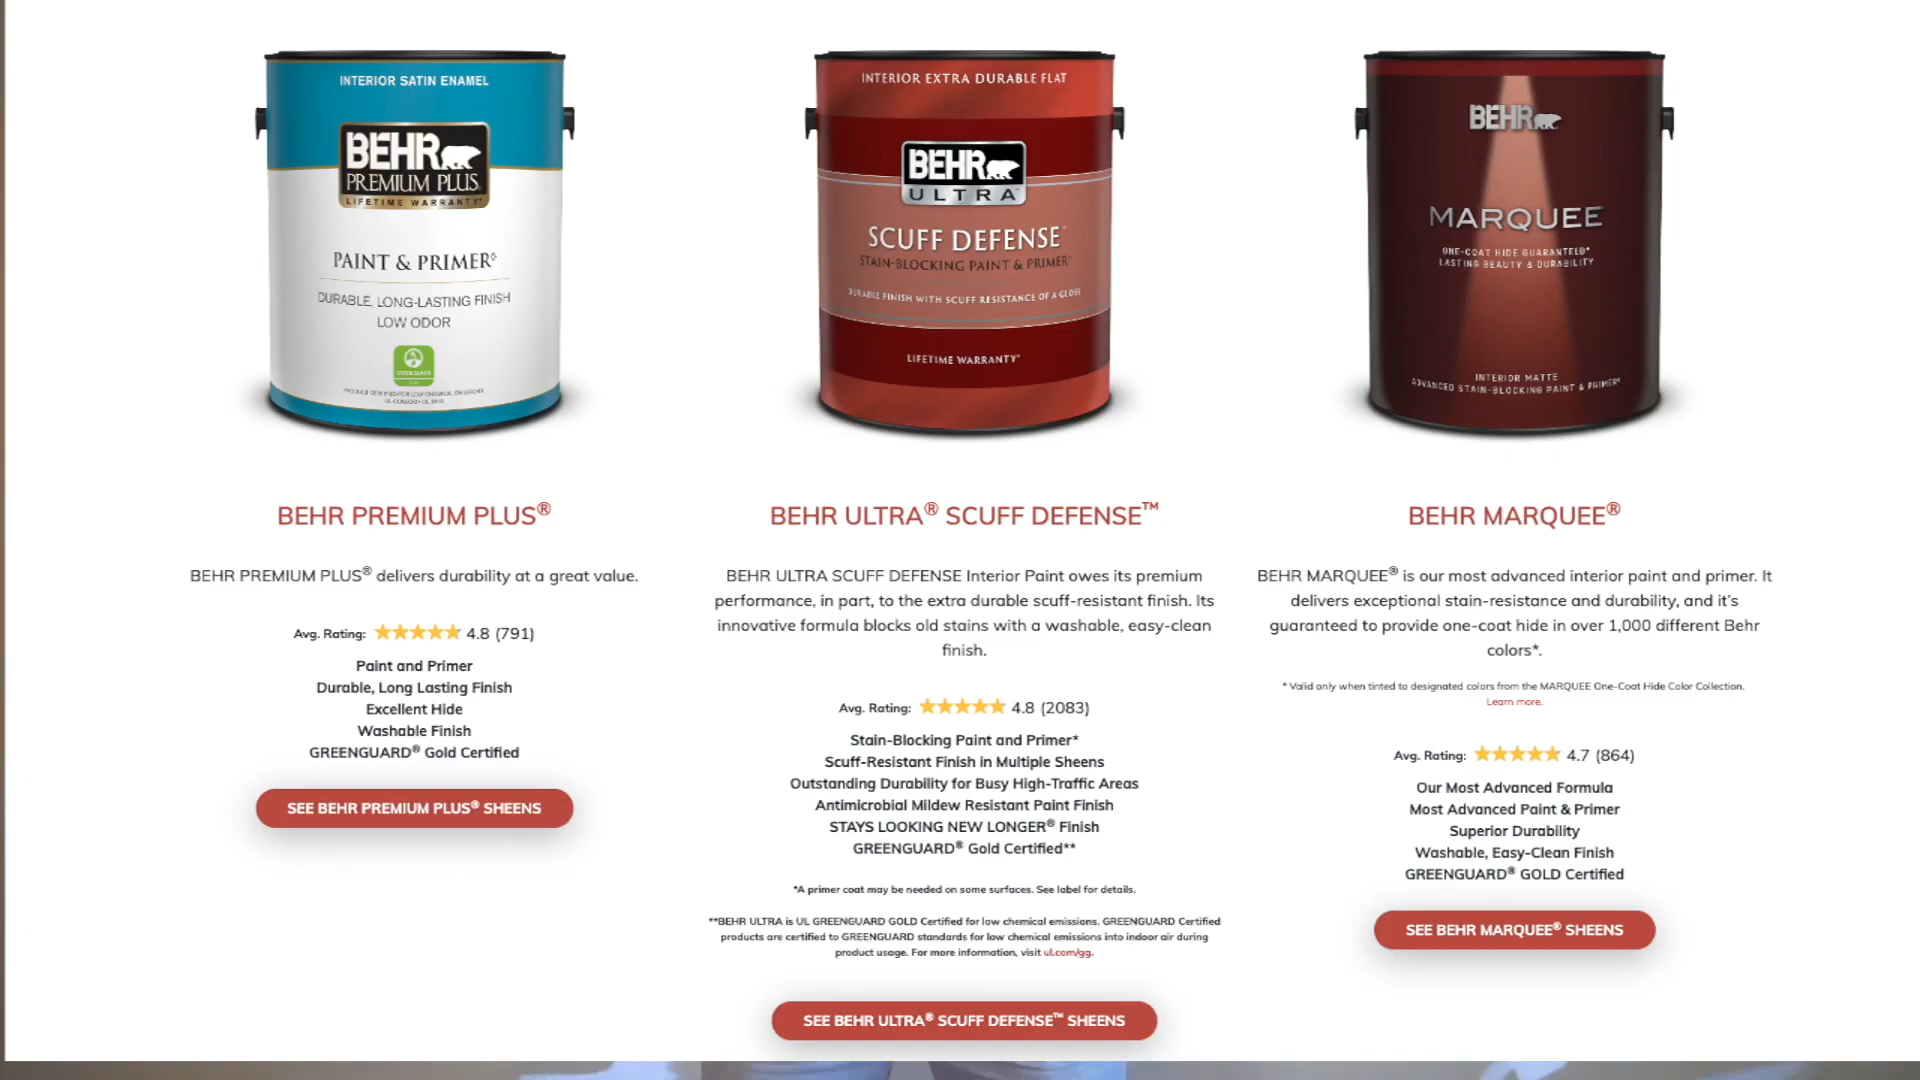 INTERIOR SATIN ENAMEL
BEHR
PREMIUM PLUS
LIFETIME WARRANTY*
PAINT & PRIMER◊
DURABLE, LONG-LASTING FINISH
LOW ODOR
BEHR PREMIUM PLUS®
BEHR PREMIUM PLUS® delivers durability at a great value.
Avg. Rating: 4.8 (791)
Paint and Primer
Durable, Long Lasting Finish
Excellent Hide
Washable Finish
GREENGUARD® Gold Certified
SEE BEHR PREMIUM PLUS® SHEENS
INTERIOR EXTRA DURABLE FLAT
BEHR
ULTRA™
SCUFF DEFENSE™
STAIN-BLOCKING PAINT & PRIMER*
DURABLE FINISH WITH SCUFF RESISTANCE OF A GLOSS
LIFETIME WARRANTY*
BEHR ULTRA® SCUFF DEFENSE™
BEHR ULTRA SCUFF DEFENSE Interior Paint owes its premium
performance, in part, to the extra durable scuff-resistant finish. Its
innovative formula blocks old stains with a washable, easy-clean
finish.
Avg. Rating: 4.8 (2083)
Stain-Blocking Paint and Primer*
Scuff-Resistant Finish in Multiple Sheens
Outstanding Durability for Busy High-Traffic Areas
Antimicrobial Mildew Resistant Paint Finish
STAYS LOOKING NEW LONGER® Finish
GREENGUARD® Gold Certified**
*A primer coat may be needed on some surfaces. See label for details.
**BEHR ULTRA is UL GREENGUARD GOLD Certified for low chemical emissions. GREENGUARD Certified
products are certified to GREENGUARD standards for low chemical emissions into indoor air during
product usage. For more information, visit ul.com/gg.
SEE BEHR ULTRA® SCUFF DEFENSE™ SHEENS
BEHR
MARQUEE
ONE-COAT HIDE GUARANTEED*
LASTING BEAUTY & DURABILITY
INTERIOR MATTE
ADVANCED STAIN-BLOCKING PAINT & PRIMER*
BEHR MARQUEE®
BEHR MARQUEE® is our most advanced interior paint and primer. It
delivers exceptional stain-resistance and durability, and it’s
guaranteed to provide one-coat hide in over 1,000 different Behr
colors*.
* Valid only when tinted to designated colors from the MARQUEE One-Coat Hide Color Collection.
Learn more.
Avg. Rating: 4.7 (864)
Our Most Advanced Formula
Most Advanced Paint & Primer
Superior Durability
Washable, Easy-Clean Finish
GREENGUARD® GOLD Certified
SEE BEHR MARQUEE® SHEENS